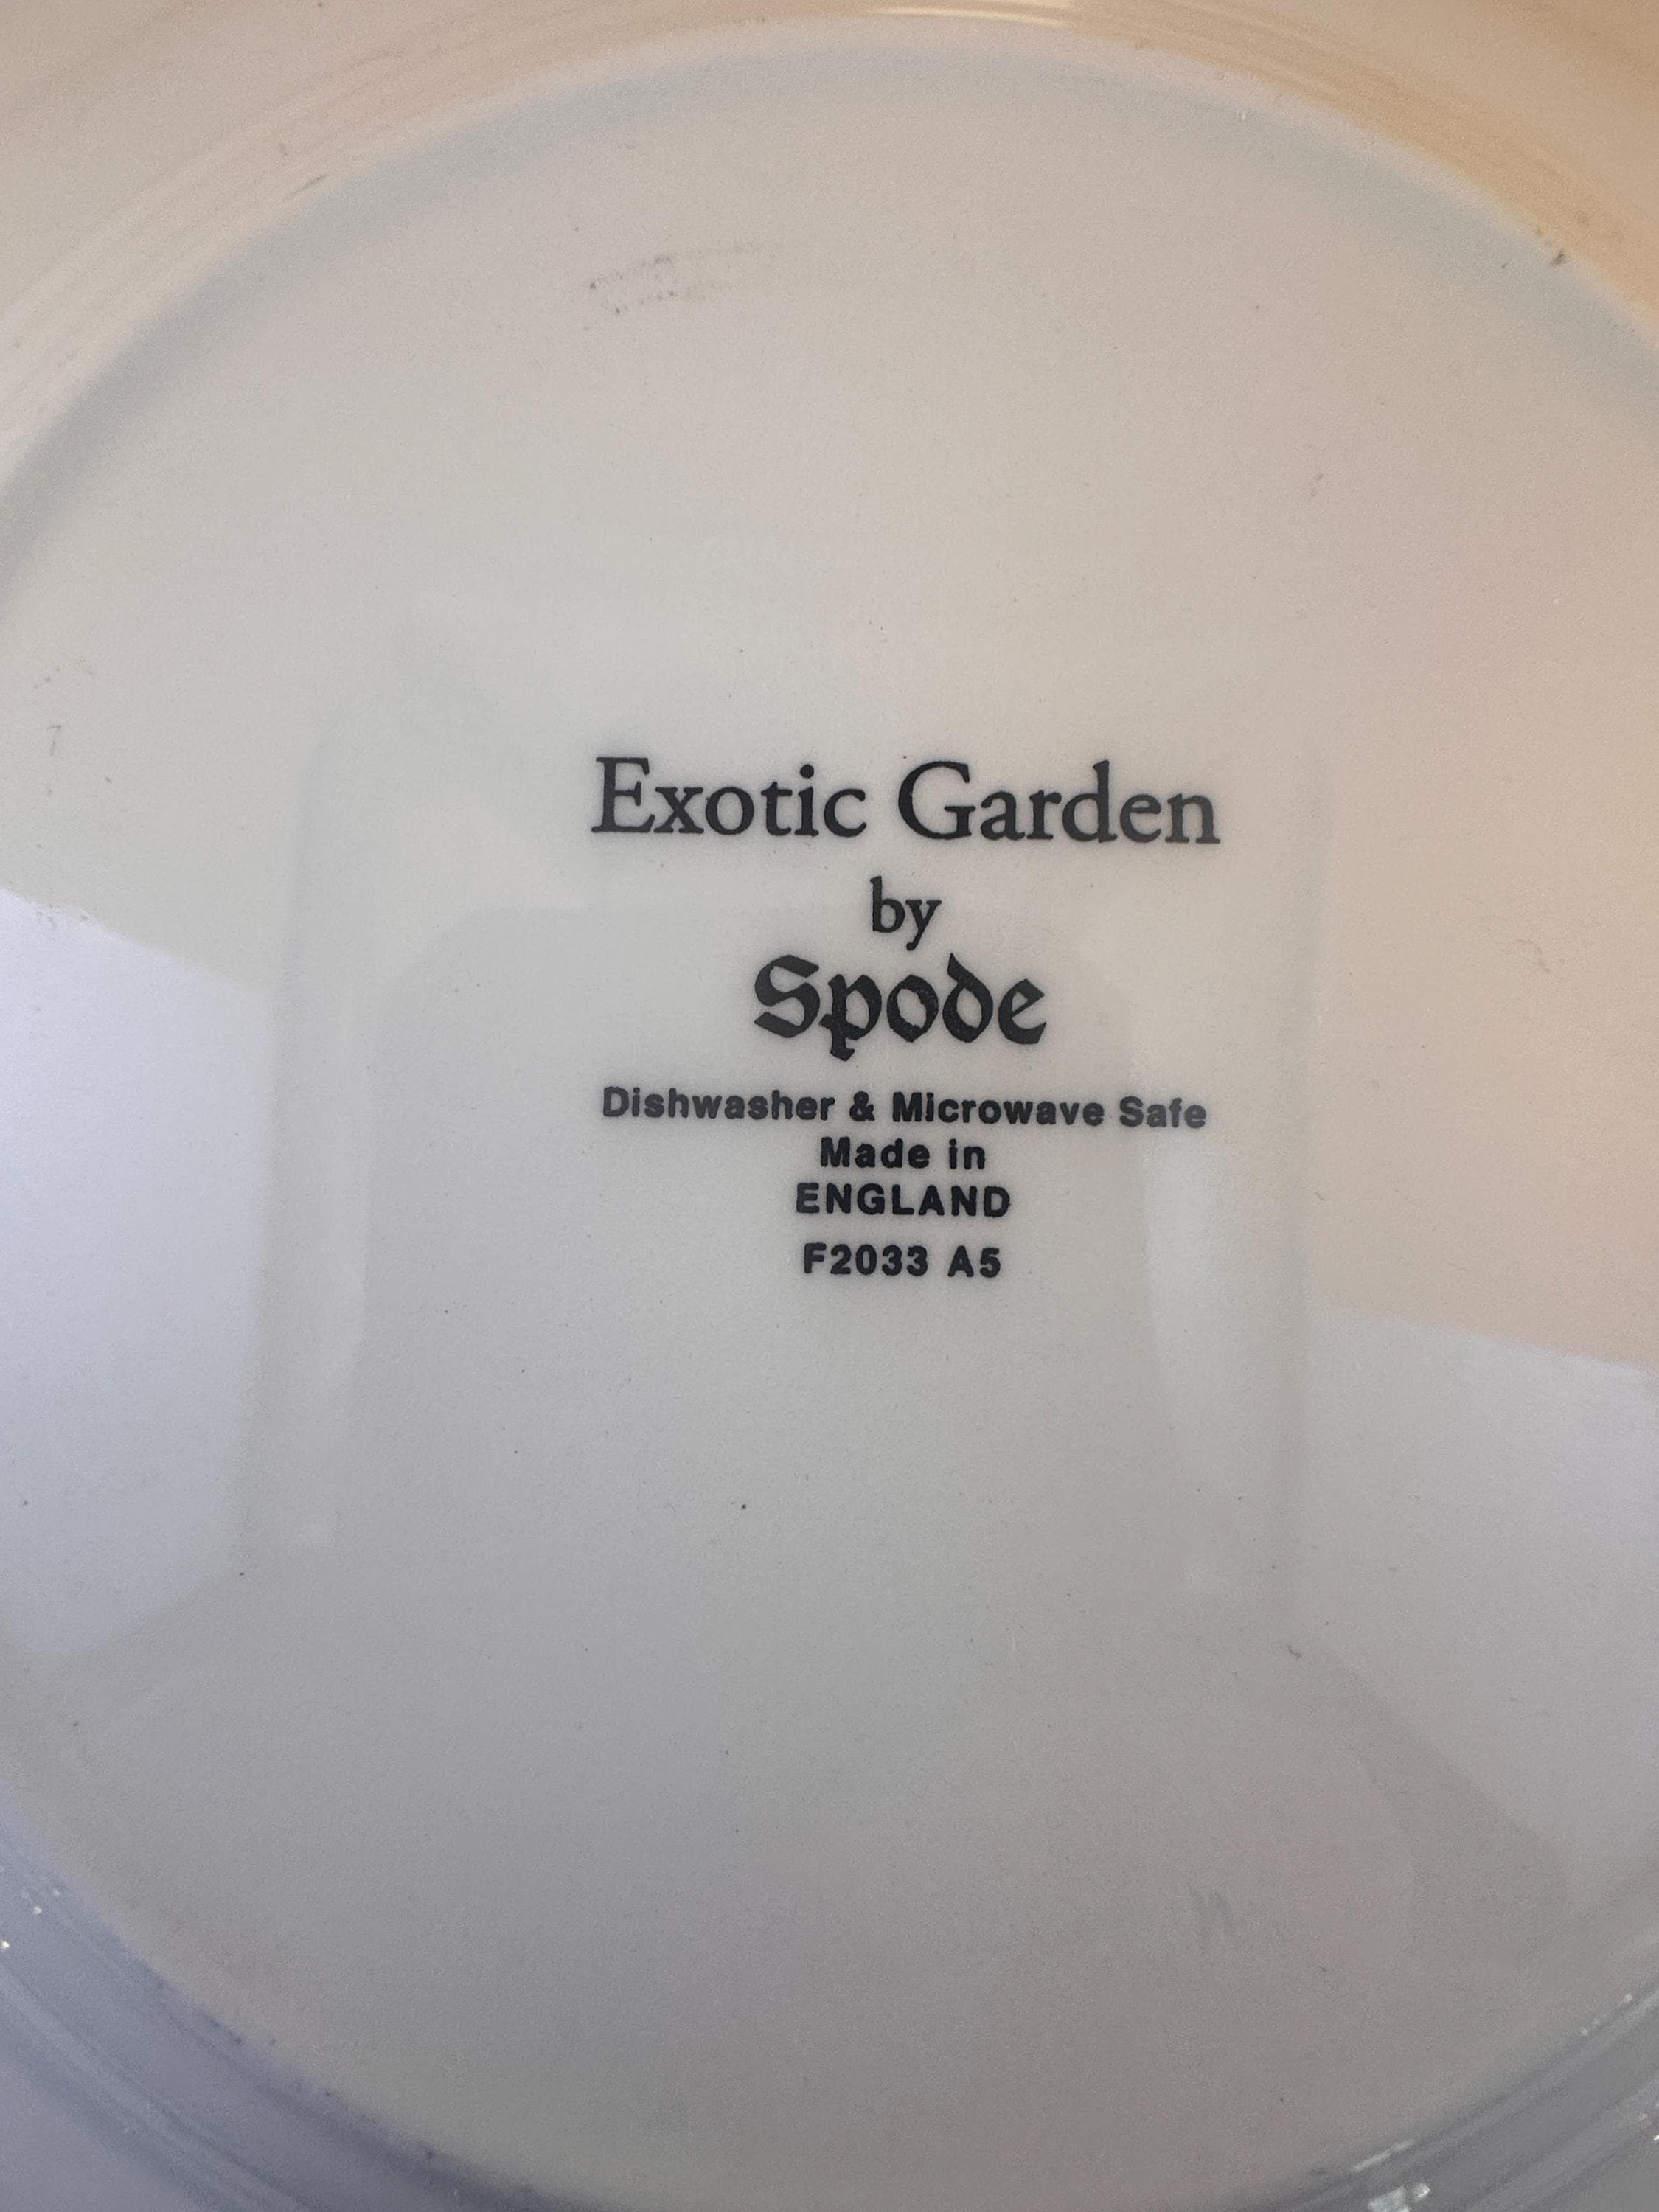 Exotic Garden
by
Spode
Dishwasher & Microwave Safe
Made in
ENGLAND
F2033 A5